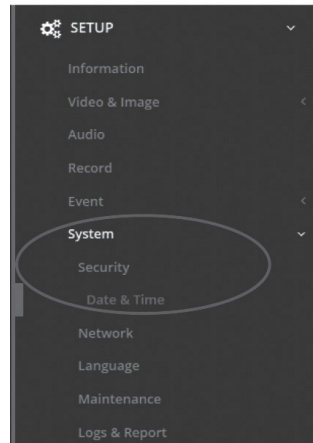 SETUP
Information
Video & Image
Audio
Record
Event
System
Security
Date & Time
Network
Language
Maintenance
Logs & Report